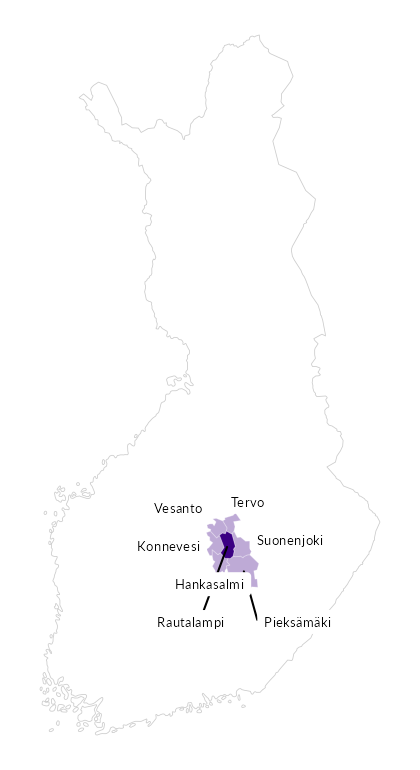 Tervo
Vesanto
Suonenjoki
Konnevesi
Hankasalmi
Rautalampi
Pieksämäki